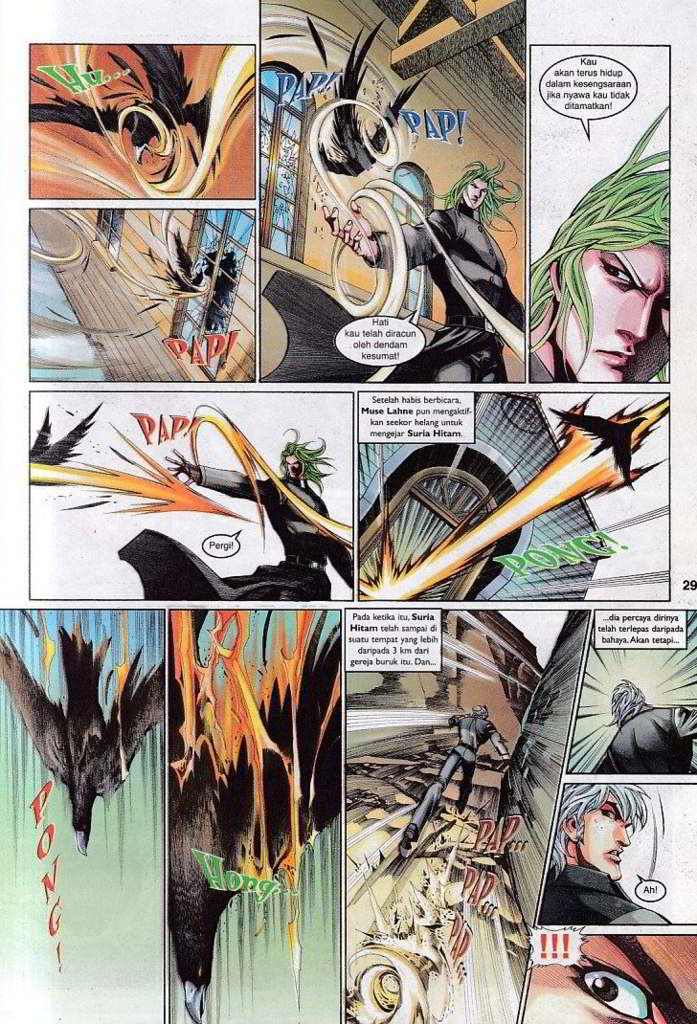 Hu...
PAP!
PAP!
PAP!
Hati
kau telah diracun
oleh dendam
kesumat!
Kau
akan terus hidup
dalam kesengsaraan
jika nyawa kau tidak
ditamatkan!
PAP!
Pergi!
Setelah habis berbicara,
Muse Lahne pun mengaktif-
kan seekor helang untuk
mengejar Suria Hitam.
PONG!
29
PONG!
Hong...
Pada ketika itu, Suria
Hitam telah sampai di
suatu tempat yang lebih
daripada 3 km dari
gereja buruk itu. Dan...
PAP...
PAP...
PAP...
...dia percaya dirinya
telah terlepas daripada
bahaya. Akan tetapi...
Ah!
!!!